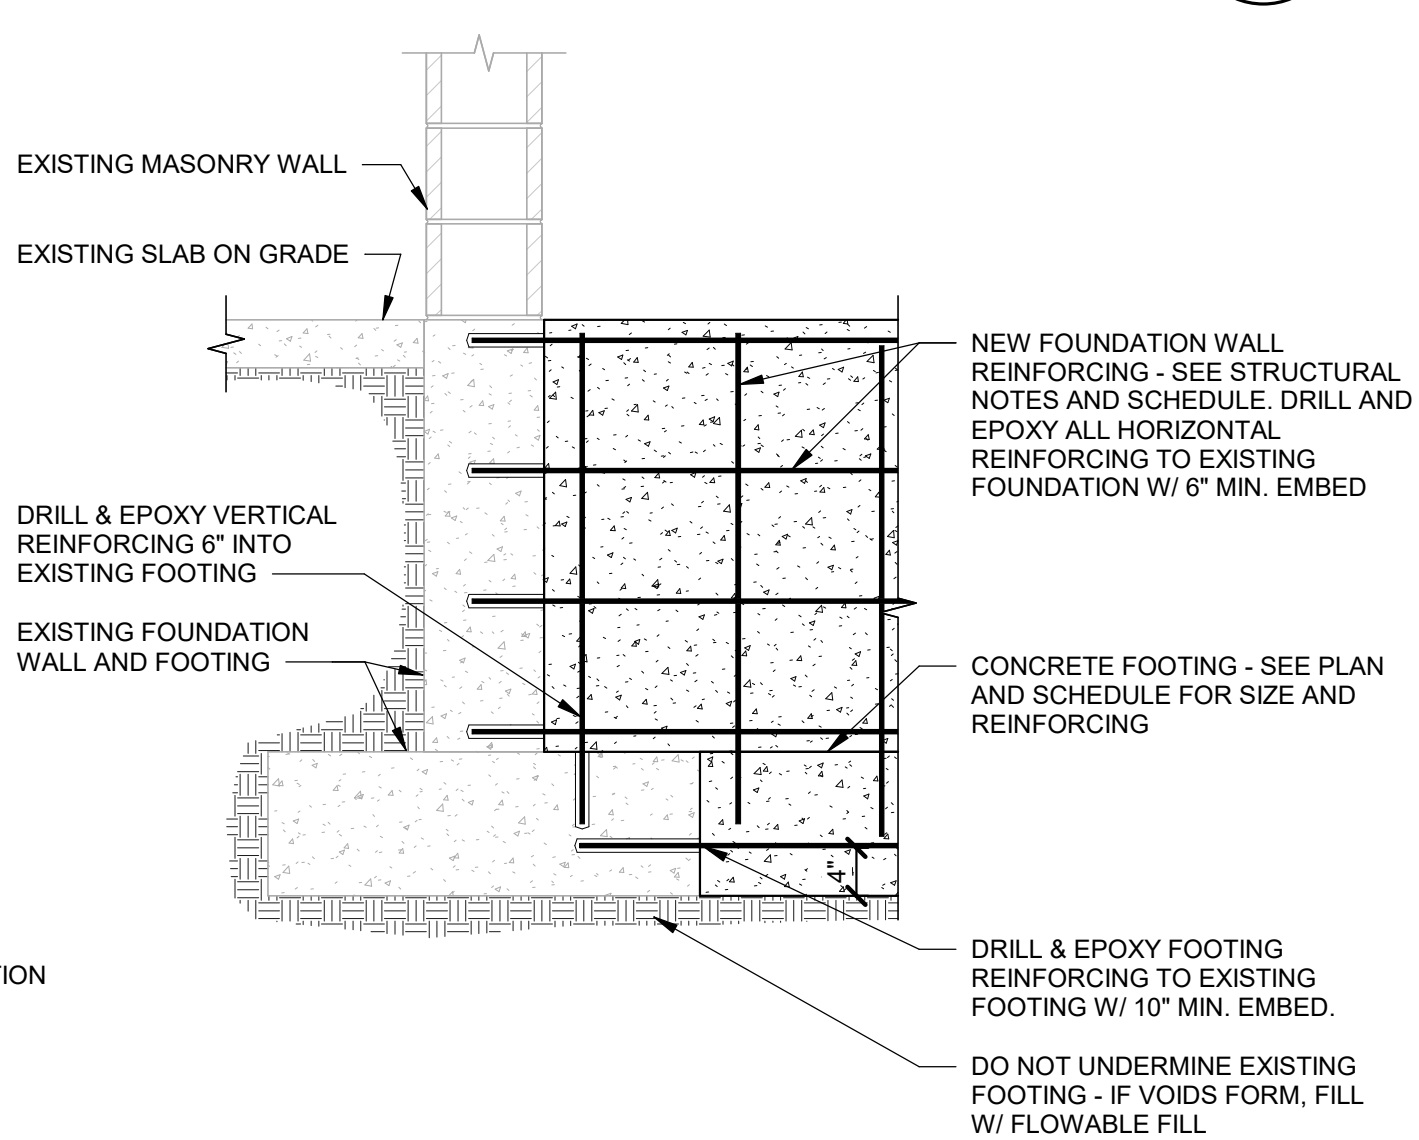 EXISTING MASONRY WALL
EXISTING SLAB ON GRADE
DRILL & EPOXY VERTICAL
REINFORCING 6" INTO
EXISTING FOOTING
EXISTING FOUNDATION
WALL AND FOOTING
TION
NEW FOUNDATION WALL
REINFORCING - SEE STRUCTURAL
NOTES AND SCHEDULE. DRILL AND
EPOXY ALL HORIZONTAL
REINFORCING TO EXISTING
FOUNDATION W/ 6" MIN. EMBED
CONCRETE FOOTING - SEE PLAN
AND SCHEDULE FOR SIZE AND
REINFORCING
4"
DRILL & EPOXY FOOTING
REINFORCING TO EXISTING
FOOTING W/ 10" MIN. EMBED.
DO NOT UNDERMINE EXISTING
FOOTING - IF VOIDS FORM, FILL
W/ FLOWABLE FILL